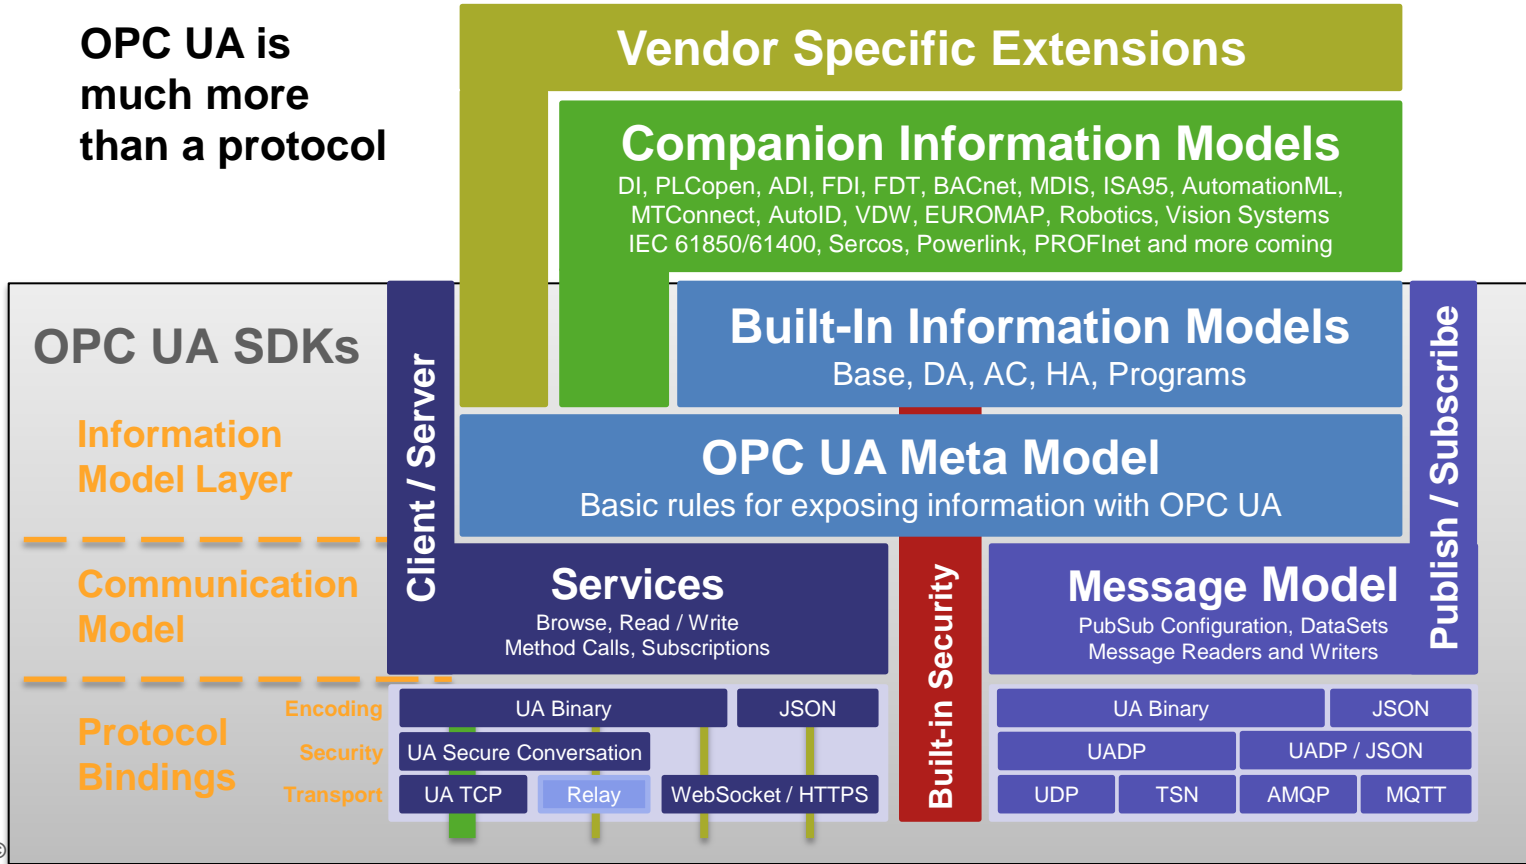 OPC UA is
much more
than a protocol
Vendor Specific Extensions
Companion Information Models
DI, PLCopen, ADI, FDI, FDT, BACnet, MDIS, ISA95, AutomationML,
MTConnect, AutoID, VDW, EUROMAP, Robotics, Vision Systems
IEC 61850/61400, Sercos, Powerlink, PROFInet and more coming
OPC UA SDKs
Client / Server
Built-In Information Models
Base, DA, AC, HA, Programs
Publish / Subscribe
Information
Model Layer
OPC UA Meta Model
Basic rules for exposing information with OPC UA
Communication
Model
Services
Browse, Read / Write
Method Calls, Subscriptions
Built-in Security
Message Model
PubSub Configuration, DataSets
Message Readers and Writers
Protocol
Bindings
Encoding
UA Binary
JSON
UA Binary
JSON
Security
UA Secure Conversation
UADP
UADP / JSON
Transport
UA TCP
Relay
WebSocket / HTTPS
UDP
TSN
AMQP
MQTT
©